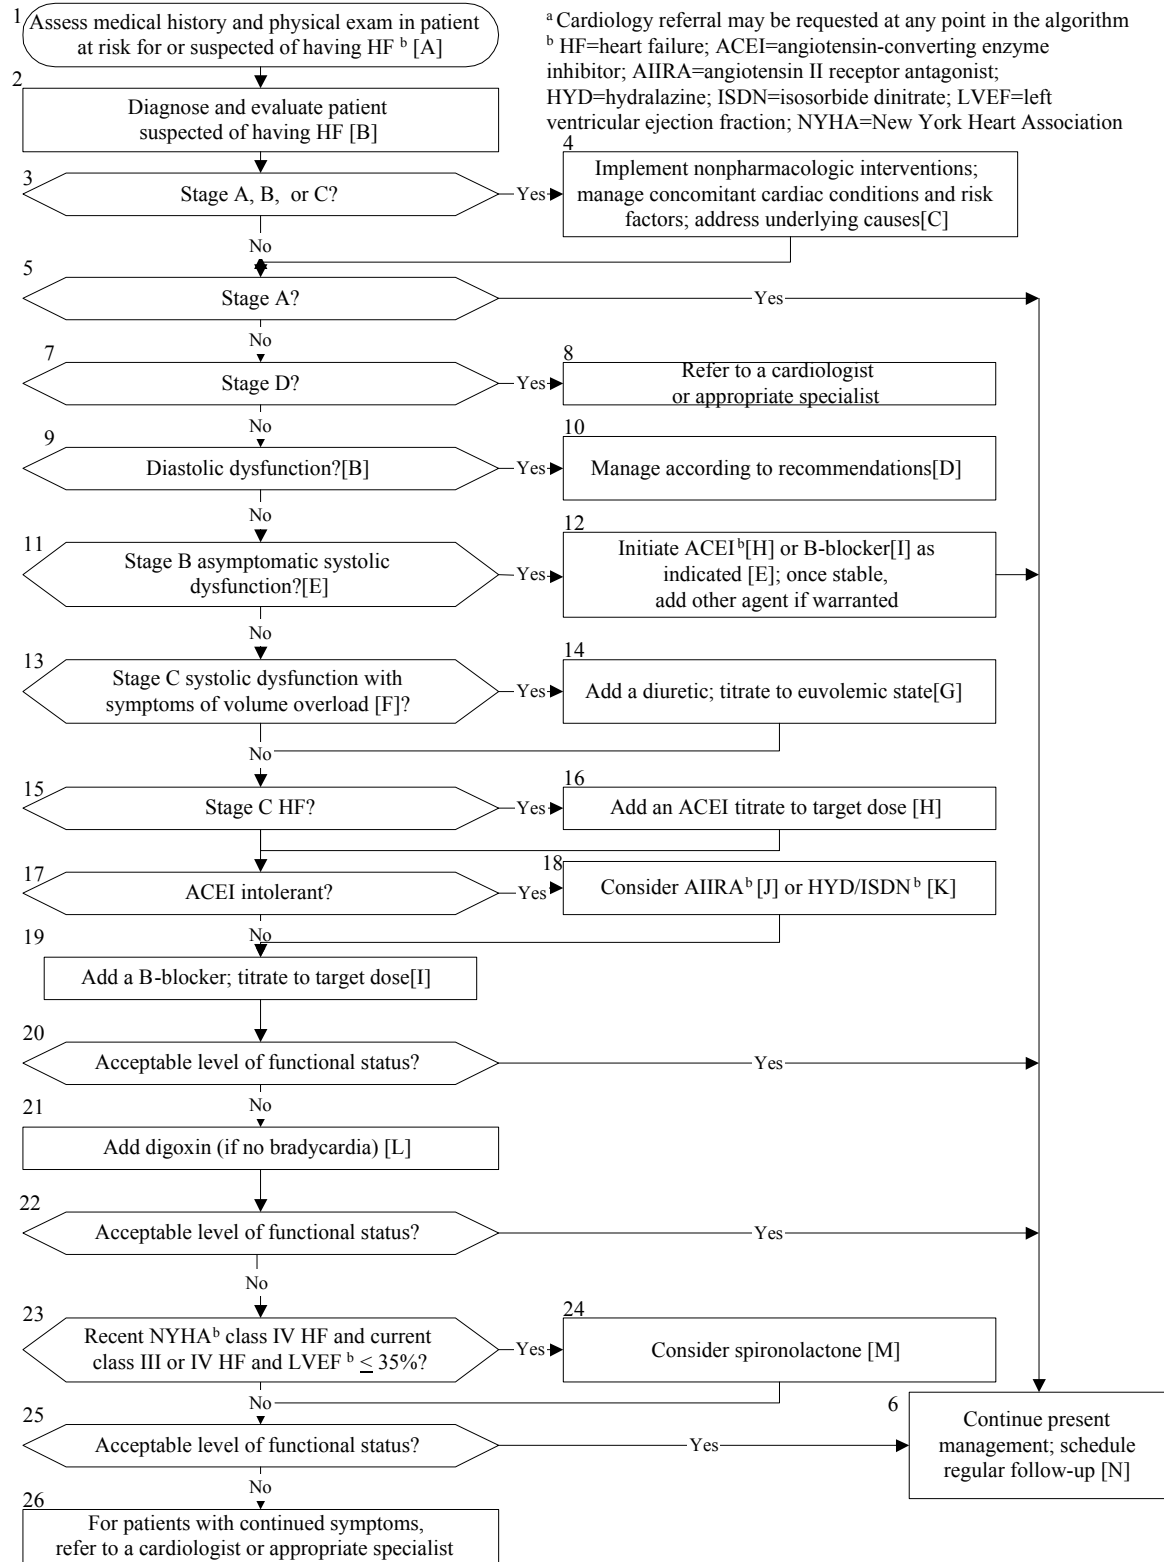 1
Assess medical history and physical exam in patient
at risk for or suspected of having HF b [A]
a Cardiology referral may be requested at any point in the algorithm
b HF=heart failure; ACEI=angiotensin-converting enzyme
inhibitor; AIIRA=angiotensin II receptor antagonist;
HYD=hydralazine; ISDN=isosorbide dinitrate; LVEF=left
ventricular ejection fraction; NYHA=New York Heart Association
2
Diagnose and evaluate patient
suspected of having HF [B]
3
Stage A, B, or C?
Yes
No
4
Implement nonpharmacologic interventions;
manage concomitant cardiac conditions and risk
factors; address underlying causes[C]
5
Stage A?
Yes
No
7
Stage D?
Yes
No
8
Refer to a cardiologist
or appropriate specialist
9
Diastolic dysfunction?[B]
Yes
No
10
Manage according to recommendations[D]
11
Stage B asymptomatic systolic
dysfunction?[E]
Yes
No
12
Initiate ACEI b[H] or B-blocker[I] as
indicated [E]; once stable,
add other agent if warranted
13
Stage C systolic dysfunction with
symptoms of volume overload [F]?
Yes
No
14
Add a diuretic; titrate to euvolemic state[G]
15
Stage C HF?
Yes
16
Add an ACEI titrate to target dose [H]
17
ACEI intolerant?
Yes
No
18
Consider AIIRA b [J] or HYD/ISDN b [K]
19
Add a B-blocker; titrate to target dose[I]
20
Acceptable level of functional status?
Yes
No
21
Add digoxin (if no bradycardia) [L]
22
Acceptable level of functional status?
Yes
No
23
Recent NYHA b class IV HF and current
class III or IV HF and LVEF b ≤ 35%?
Yes
No
24
Consider spironolactone [M]
25
Acceptable level of functional status?
Yes
No
6
Continue present
management; schedule
regular follow-up [N]
26
For patients with continued symptoms,
refer to a cardiologist or appropriate specialist